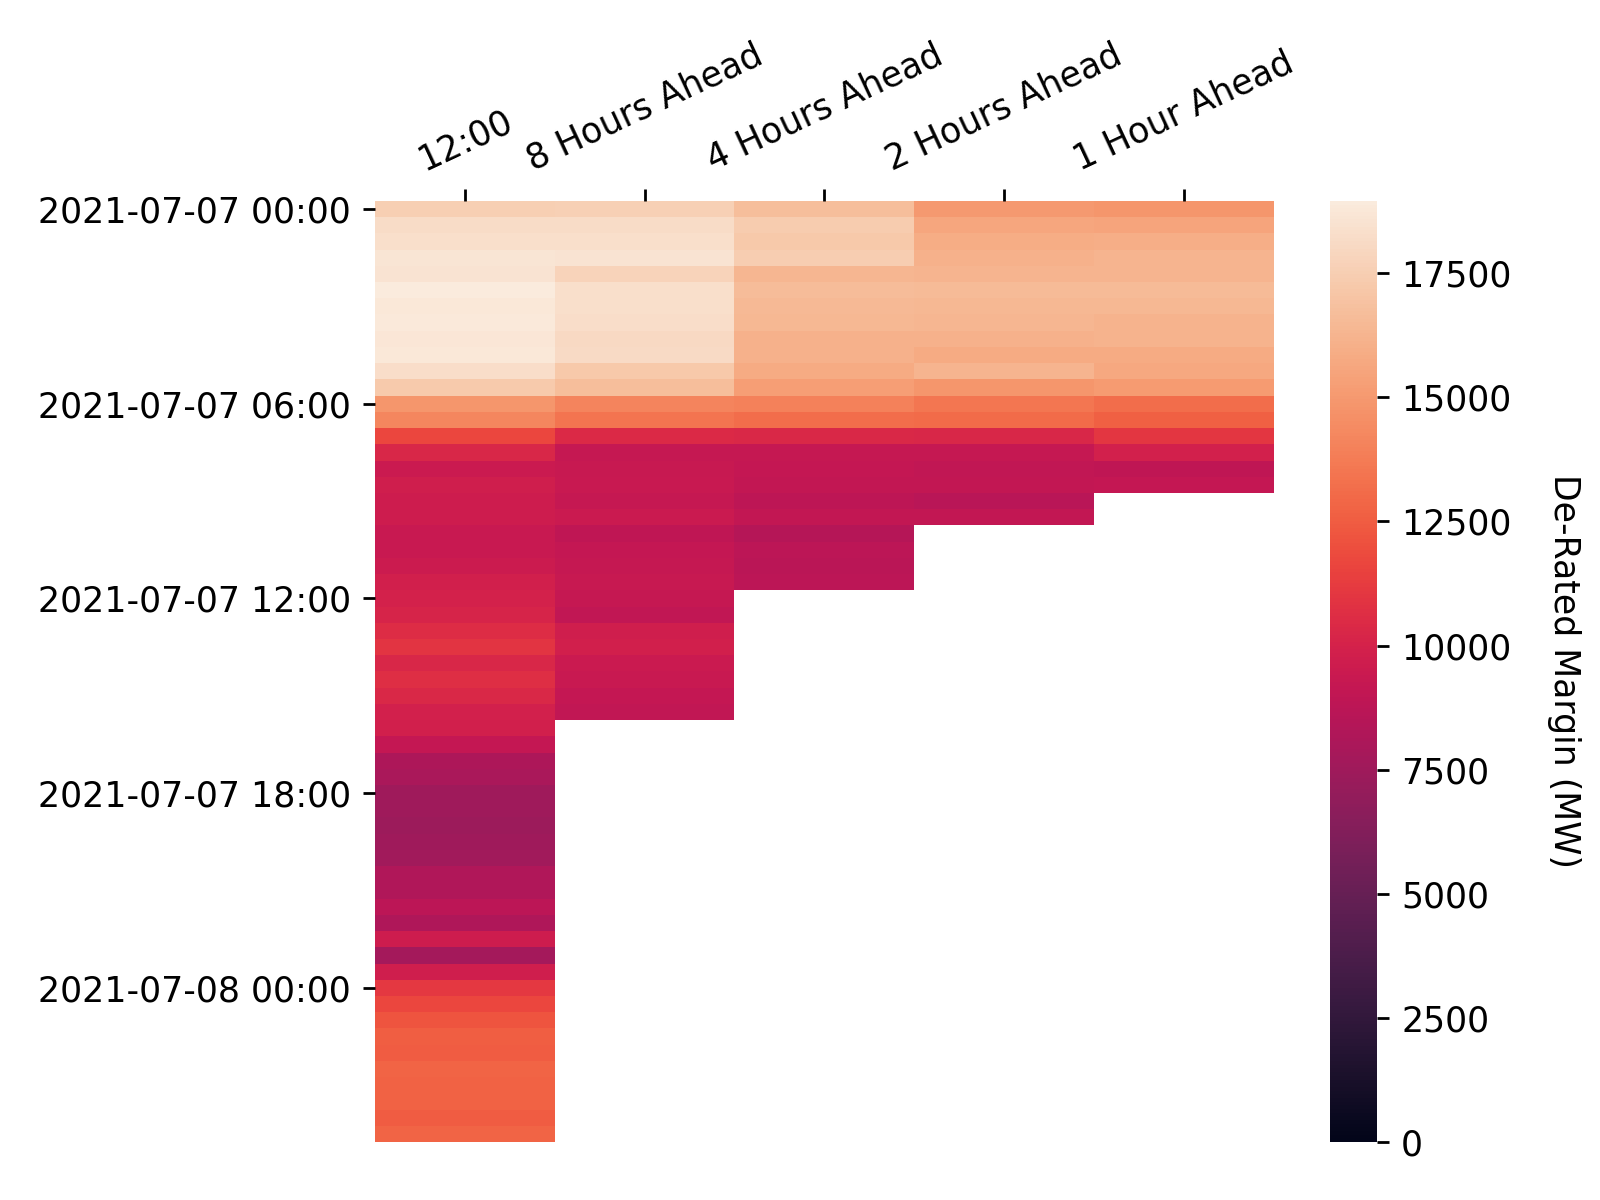 12:00
8 Hours Ahead
4 Hours Ahead
2 Hours Ahead
1 Hour Ahead
2021-07-07 00:00
2021-07-07 06:00
2021-07-07 12:00
2021-07-07 18:00
2021-07-08 00:00
17500
15000
12500
10000
7500
5000
2500
0
De-Rated Margin (MW)